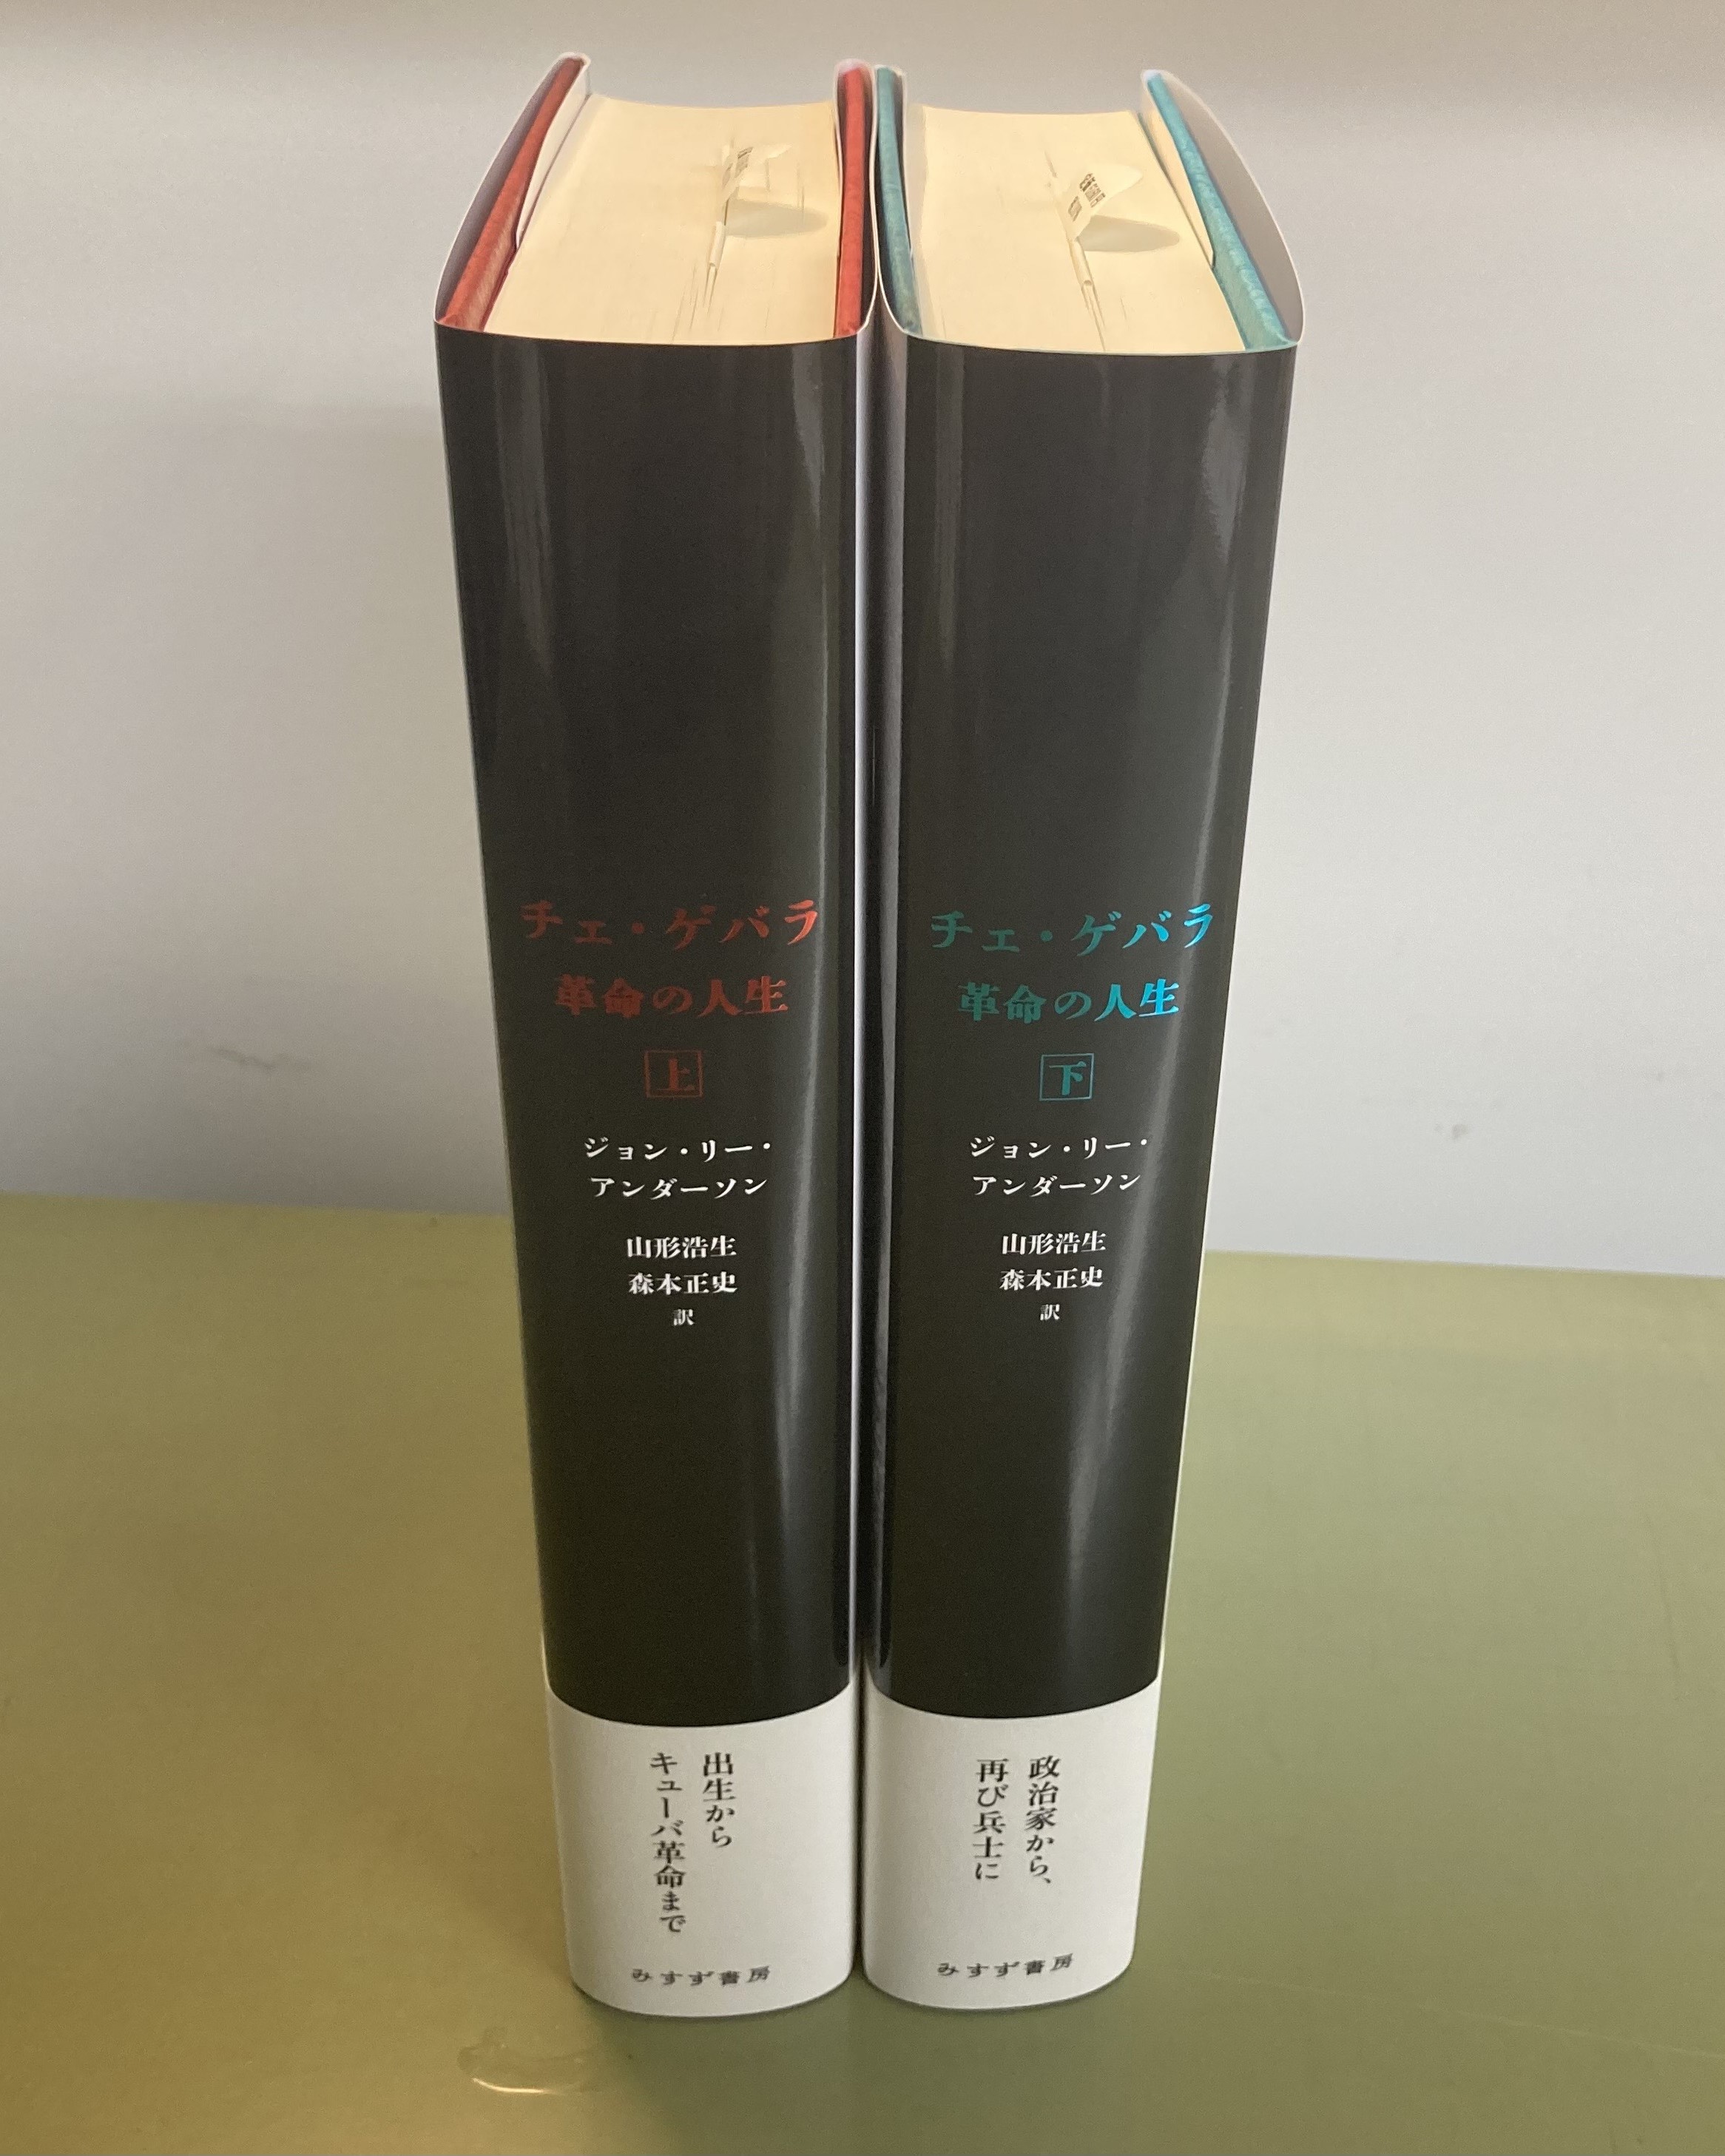 チェ・ゲバラ
革命の人生
上
ジョン・リー・
アンダーソン
山形浩生
森本正史
訳
出生から
キューバ革命まで
みすず書房
チェ・ゲバラ
革命の人生
下
ジョン・リー・
アンダーソン
山形浩生
森本正史
訳
政治家から、
再び兵士に
みすず書房